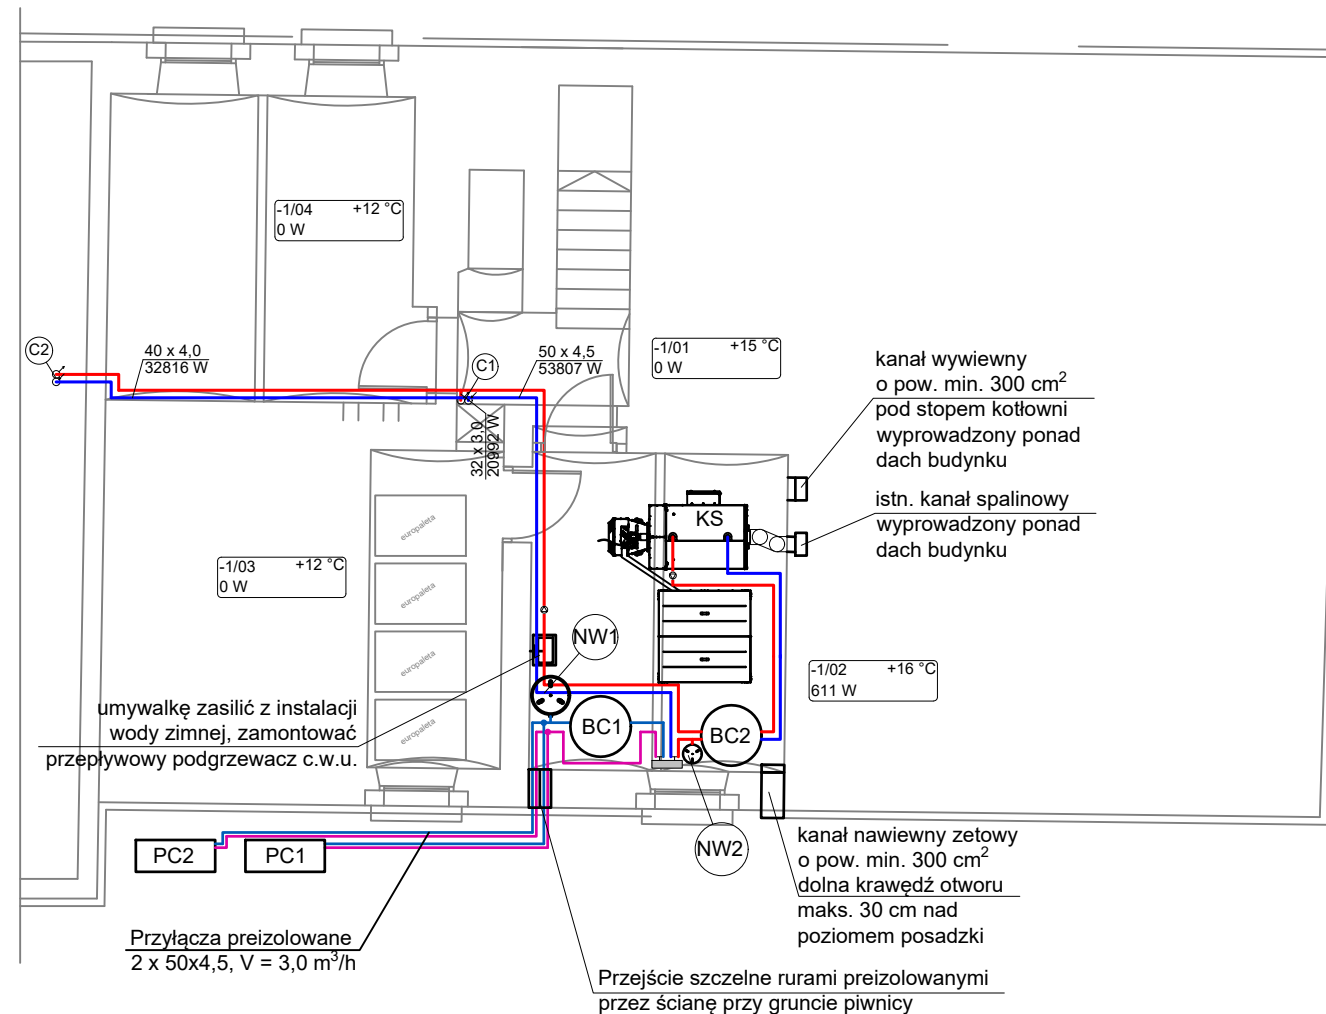 -1/04 +12 °C
0 W
C2
40 x 4,0
32816 W
C1
50 x 4,5
53807 W
32 x 3,0
20992 W
-1/01 +15 °C
0 W
kanał wywiewny
o pow. min. 300 cm²
pod stopem kotłowni
wyprowadzony ponad
dach budynku
istn. kanał spalinowy
wyprowadzony ponad
dach budynku
KS
europaleta
europaleta
europaleta
europaleta
-1/03 +12 °C
0 W
NW1
-1/02 +16 °C
611 W
umywalkę zasilić z instalacji
wody zimnej, zamontować
przepływowy podgrzewacz c.w.u.
BC1
BC2
NW2
PC2
PC1
kanał nawiewny zetowy
o pow. min. 300 cm²
dolna krawędź otworu
maks. 30 cm nad
poziomem posadzki
Przyłącza preizolowane
2 x 50x4,5, V = 3,0 m³/h
Przejście szczelne rurami preizolowanymi
przez ścianę przy gruncie piwnicy